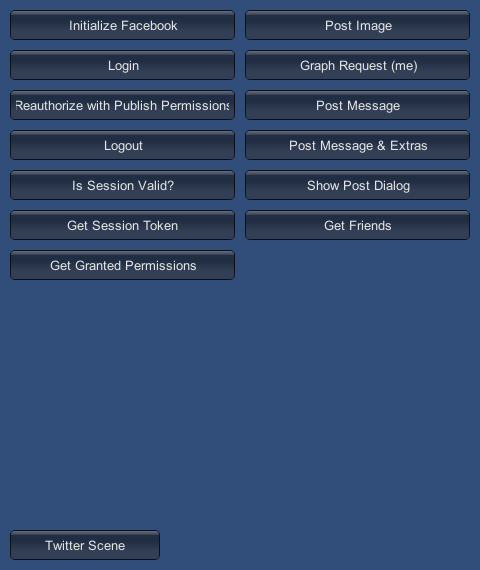 Initialize Facebook
Login
Reauthorize with Publish Permissions
Logout
Is Session Valid?
Get Session Token
Get Granted Permissions
Post Image
Graph Request (me)
Post Message
Post Message & Extras
Show Post Dialog
Get Friends
Twitter Scene